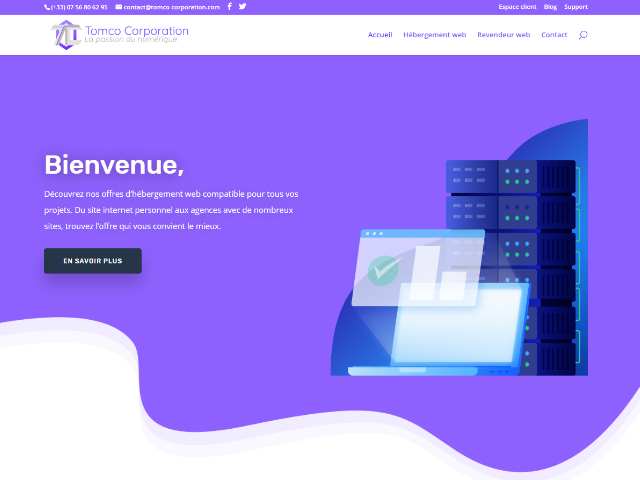 (+33) 07 56 80 62 95 contact@tomco-corporation.com
Espace client Blog Support
Tomco Corporation
La passion du numérique
Accueil Hébergement web Revendeur web Contact
Bienvenue,
Découvrez nos offres d'hébergement web compatible pour tous vos
projets. Du site internet personnel aux agences avec de nombreux
sites, trouvez l'offre qui vous convient le mieux.
EN SAVOIR PLUS